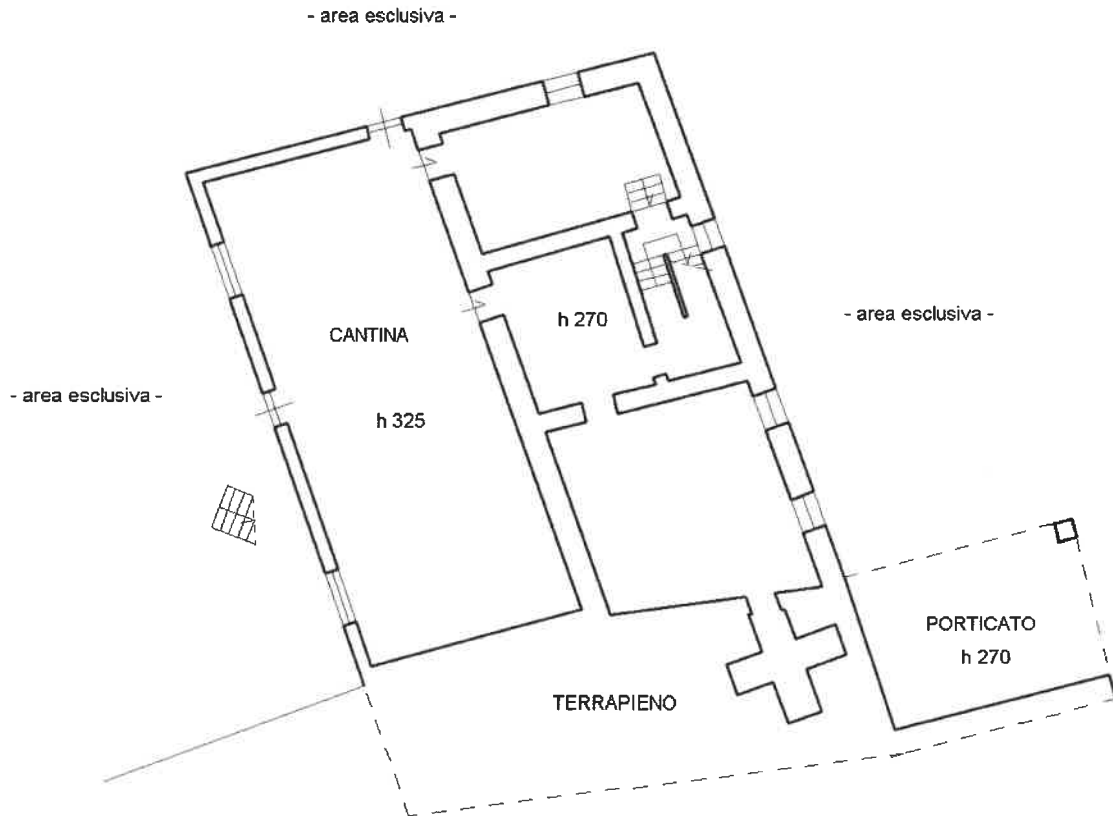 - area esclusiva -
- area esclusiva -
CANTINA
h 270
- area esclusiva -
h 325
PORTICATO
h 270
TERRAPIENO